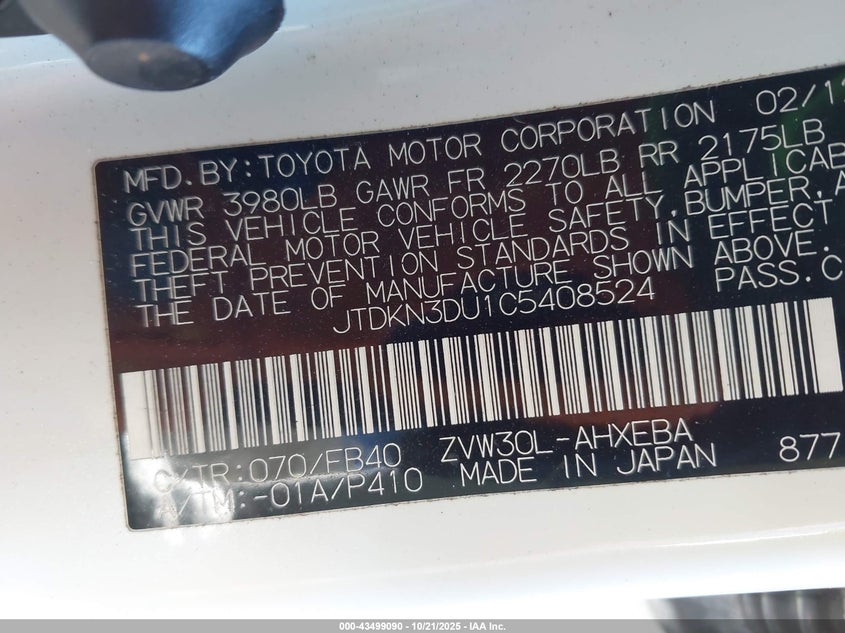 MFD. BY: TOYOTA MOTOR CORPORATION 02/1
GVWR 3980LB GAWR FR 2270LB RR 2175LB
THIS VEHICLE CONFORMS TO ALL APPLICAB
FEDERAL MOTOR VEHICLE SAFETY, BUMPER, A
THEFT PREVENTION STANDARDS IN EFFECT
THE DATE OF MANUFACTURE SHOWN ABOVE.
JTDKN3DU1C5408524 PASS. C
C/TR: 070/FB40 ZVW30L-AHXEBA
A/TM: -01A/P410 MADE IN JAPAN 877
000-43499090 - 10/21/2025 - IAA Inc.